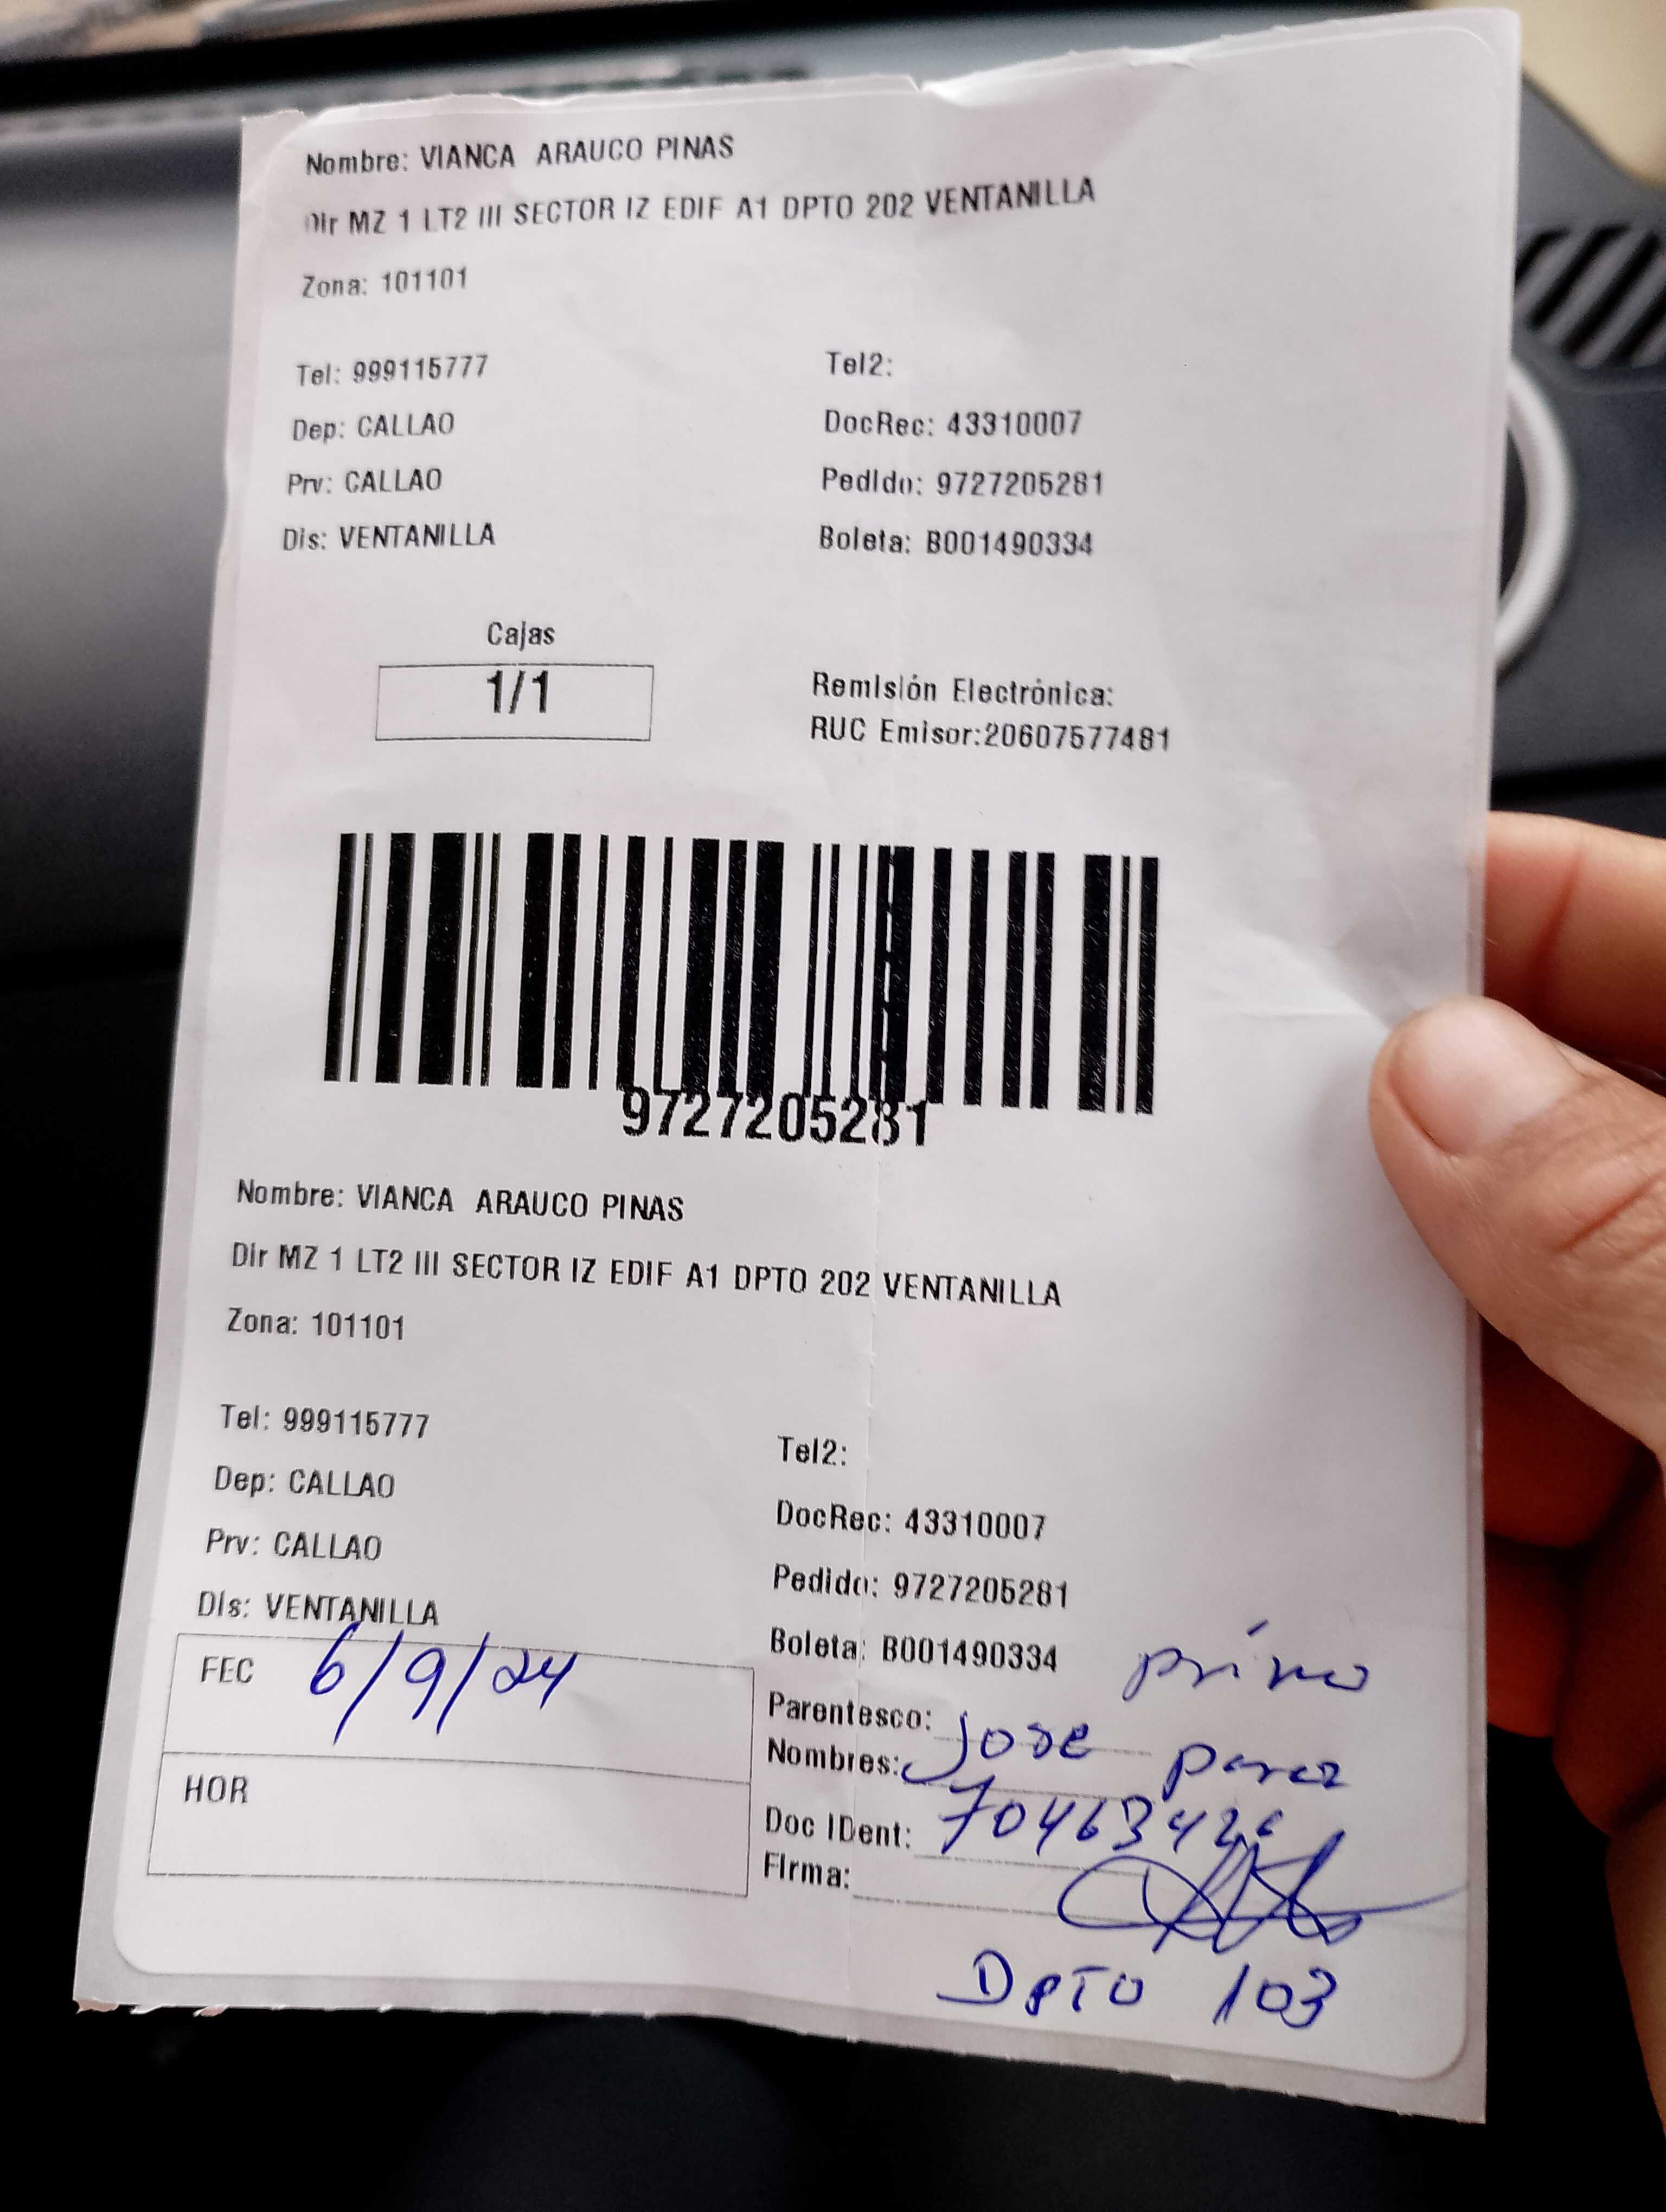 Nombre: VIANCA ARAUCO PINAS
Dir MZ 1 LT2 III SECTOR IZ EDIF A1 DPTO 202 VENTANILLA
Zona: 101101
Tel: 999115777 Tel2:
Dep: CALLAO DocRec: 43310007
Prv: CALLAO Pedido: 9727205281
Dis: VENTANILLA Boleta: B001490334
Cajas
1/1
Remisión Electrónica:
RUC Emisor:20607577481
9727205281
Nombre: VIANCA ARAUCO PINAS
Dir MZ 1 LT2 III SECTOR IZ EDIF A1 DPTO 202 VENTANILLA
Zona: 101101
Tel: 999115777 Tel2:
Dep: CALLAO DocRec: 43310007
Prv: CALLAO Pedido: 9727205281
Dis: VENTANILLA Boleta: B001490334
FEC 6/9/24
HOR
Parentesco: primo
Nombres: Jose perez
Doc IDent: 70463426
Firma:
DPTO 103